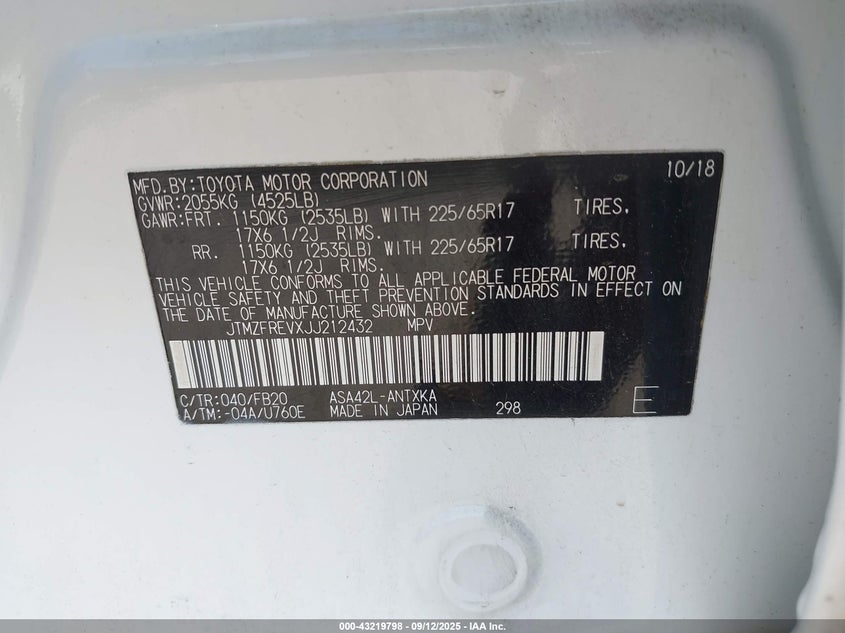 MFD.BY:TOYOTA MOTOR CORPORATION 10/18
GVWR:2055KG (4525LB)
GAWR:FRT. 1150KG (2535LB) WITH 225/65R17 TIRES,
17X6 1/2J RIMS.
RR. 1150KG (2535LB) WITH 225/65R17 TIRES,
17X6 1/2J RIMS.
THIS VEHICLE CONFORMS TO ALL APPLICABLE FEDERAL MOTOR
VEHICLE SAFETY AND THEFT PREVENTION STANDARDS IN EFFECT ON
THE DATE OF MANUFACTURE SHOWN ABOVE.
JTMZFREVXJJ212432 MPV
C/TR:040/FB20 ASA42L-ANTXKA
A/TM:-04A/U760E MADE IN JAPAN 298 E
000-43219798 - 09/12/2025 - IAA Inc.